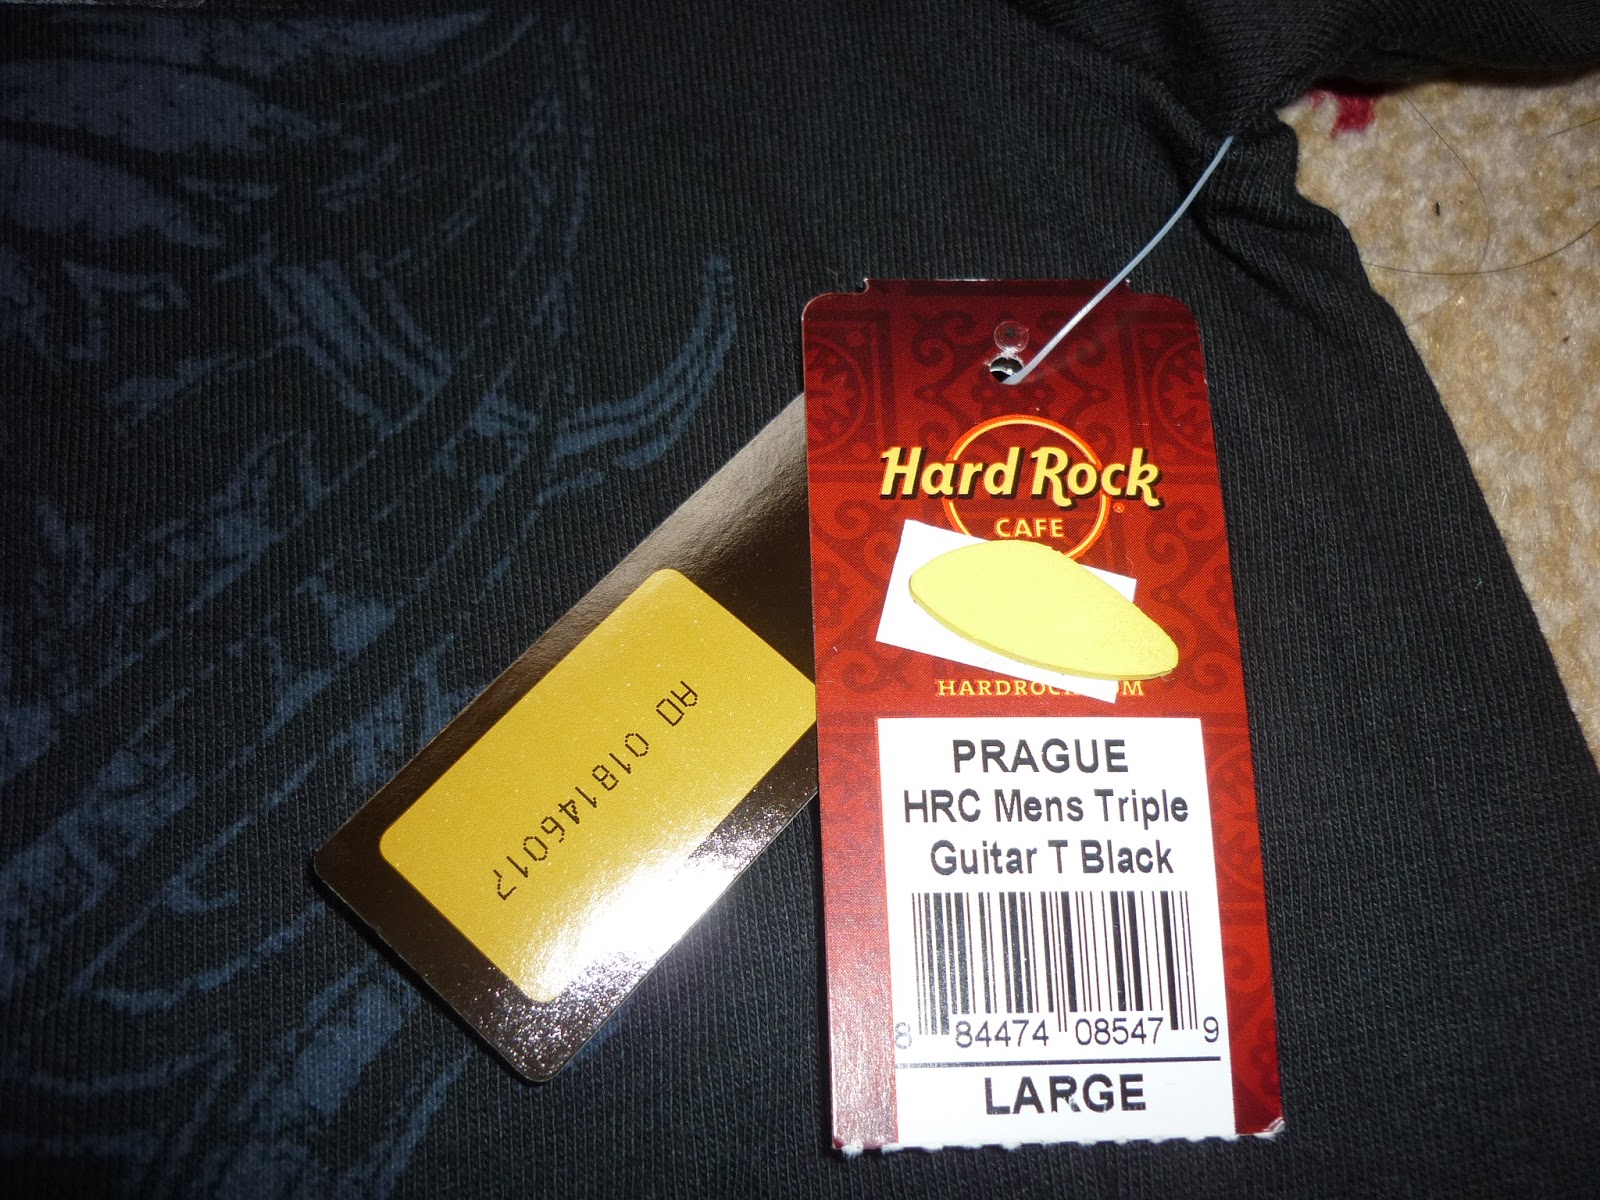 Hard Rock
CAFE
PRAGUE
HRC Mens Triple
Guitar T Black
8 84474 08547 9
LARGE
AD 018146017